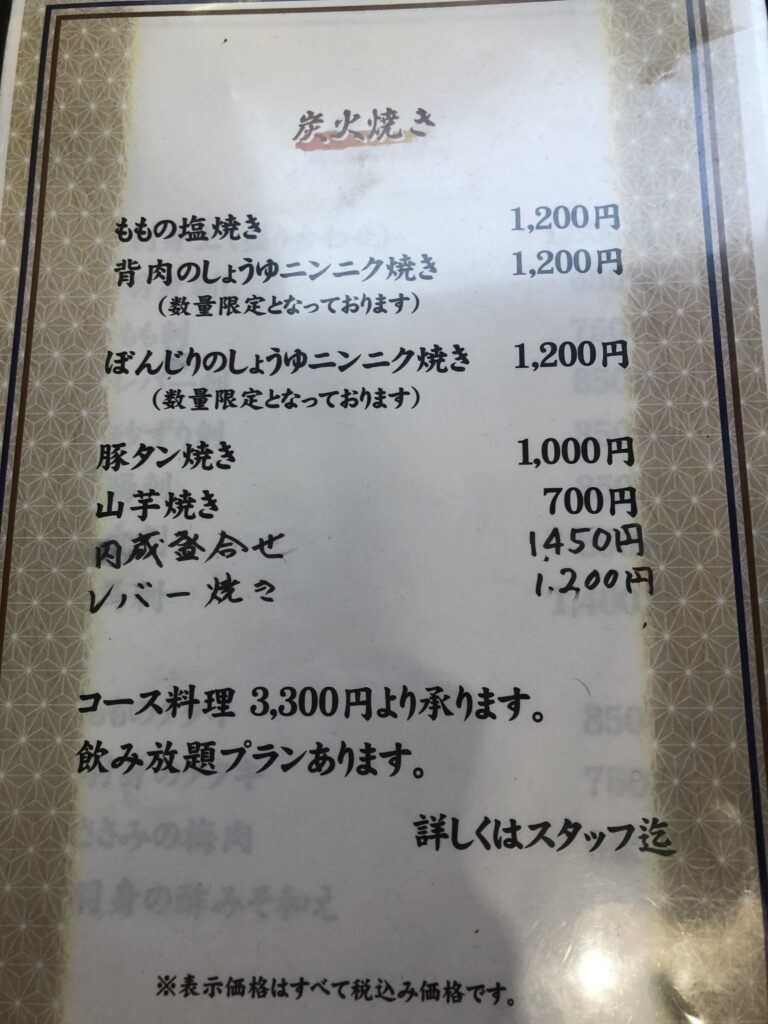 炭火焼き
ももの塩焼き 1,200円
背肉のしょうゆニンニク焼き 1,200円
（数量限定となっております）
ぼんじりのしょうゆニンニク焼き 1,200円
（数量限定となっております）
豚タン焼き 1,000円
山芋焼き 700円
内蔵盛合せ 1450円
レバー焼き 1.200円
コース料理 3,300円より承ります。
飲み放題プランあります。
詳しくはスタッフ迄
ささみの梅肉
※表示価格はすべて税込み価格です。